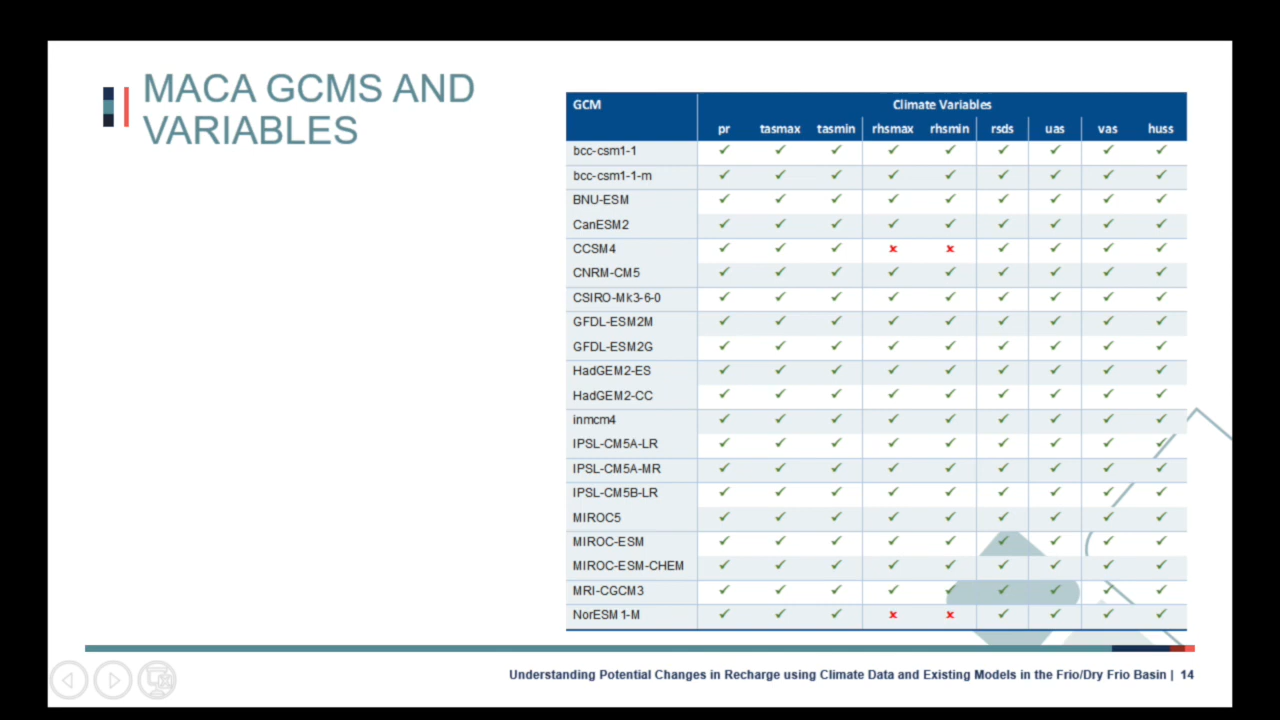 MACA GCMS AND
VARIABLES
GCM Climate Variables
pr tasmax tasmin rhsmax rhsmin rsds uas vas huss
bcc-csm1-1 ✓ ✓ ✓ ✓ ✓ ✓ ✓ ✓ ✓
bcc-csm1-1-m ✓ ✓ ✓ ✓ ✓ ✓ ✓ ✓ ✓
BNU-ESM ✓ ✓ ✓ ✓ ✓ ✓ ✓ ✓ ✓
CanESM2 ✓ ✓ ✓ ✓ ✓ ✓ ✓ ✓ ✓
CCSM4 ✓ ✓ ✓ × × ✓ ✓ ✓ ✓
CNRM-CM5 ✓ ✓ ✓ ✓ ✓ ✓ ✓ ✓ ✓
CSIRO-Mk3-6-0 ✓ ✓ ✓ ✓ ✓ ✓ ✓ ✓ ✓
GFDL-ESM2M ✓ ✓ ✓ ✓ ✓ ✓ ✓ ✓ ✓
GFDL-ESM2G ✓ ✓ ✓ ✓ ✓ ✓ ✓ ✓ ✓
HadGEM2-ES ✓ ✓ ✓ ✓ ✓ ✓ ✓ ✓ ✓
HadGEM2-CC ✓ ✓ ✓ ✓ ✓ ✓ ✓ ✓ ✓
inmcm4 ✓ ✓ ✓ ✓ ✓ ✓ ✓ ✓ ✓
IPSL-CM5A-LR ✓ ✓ ✓ ✓ ✓ ✓ ✓ ✓ ✓
IPSL-CM5A-MR ✓ ✓ ✓ ✓ ✓ ✓ ✓ ✓ ✓
IPSL-CM5B-LR ✓ ✓ ✓ ✓ ✓ ✓ ✓ ✓ ✓
MIROC5 ✓ ✓ ✓ ✓ ✓ ✓ ✓ ✓ ✓
MIROC-ESM ✓ ✓ ✓ ✓ ✓ ✓ ✓ ✓ ✓
MIROC-ESM-CHEM ✓ ✓ ✓ ✓ ✓ ✓ ✓ ✓ ✓
MRI-CGCM3 ✓ ✓ ✓ ✓ ✓ ✓ ✓ ✓ ✓
NorESM1-M ✓ ✓ ✓ × × ✓ ✓ ✓ ✓
Understanding Potential Changes in Recharge using Climate Data and Existing Models in the Frio/Dry Frio Basin | 14